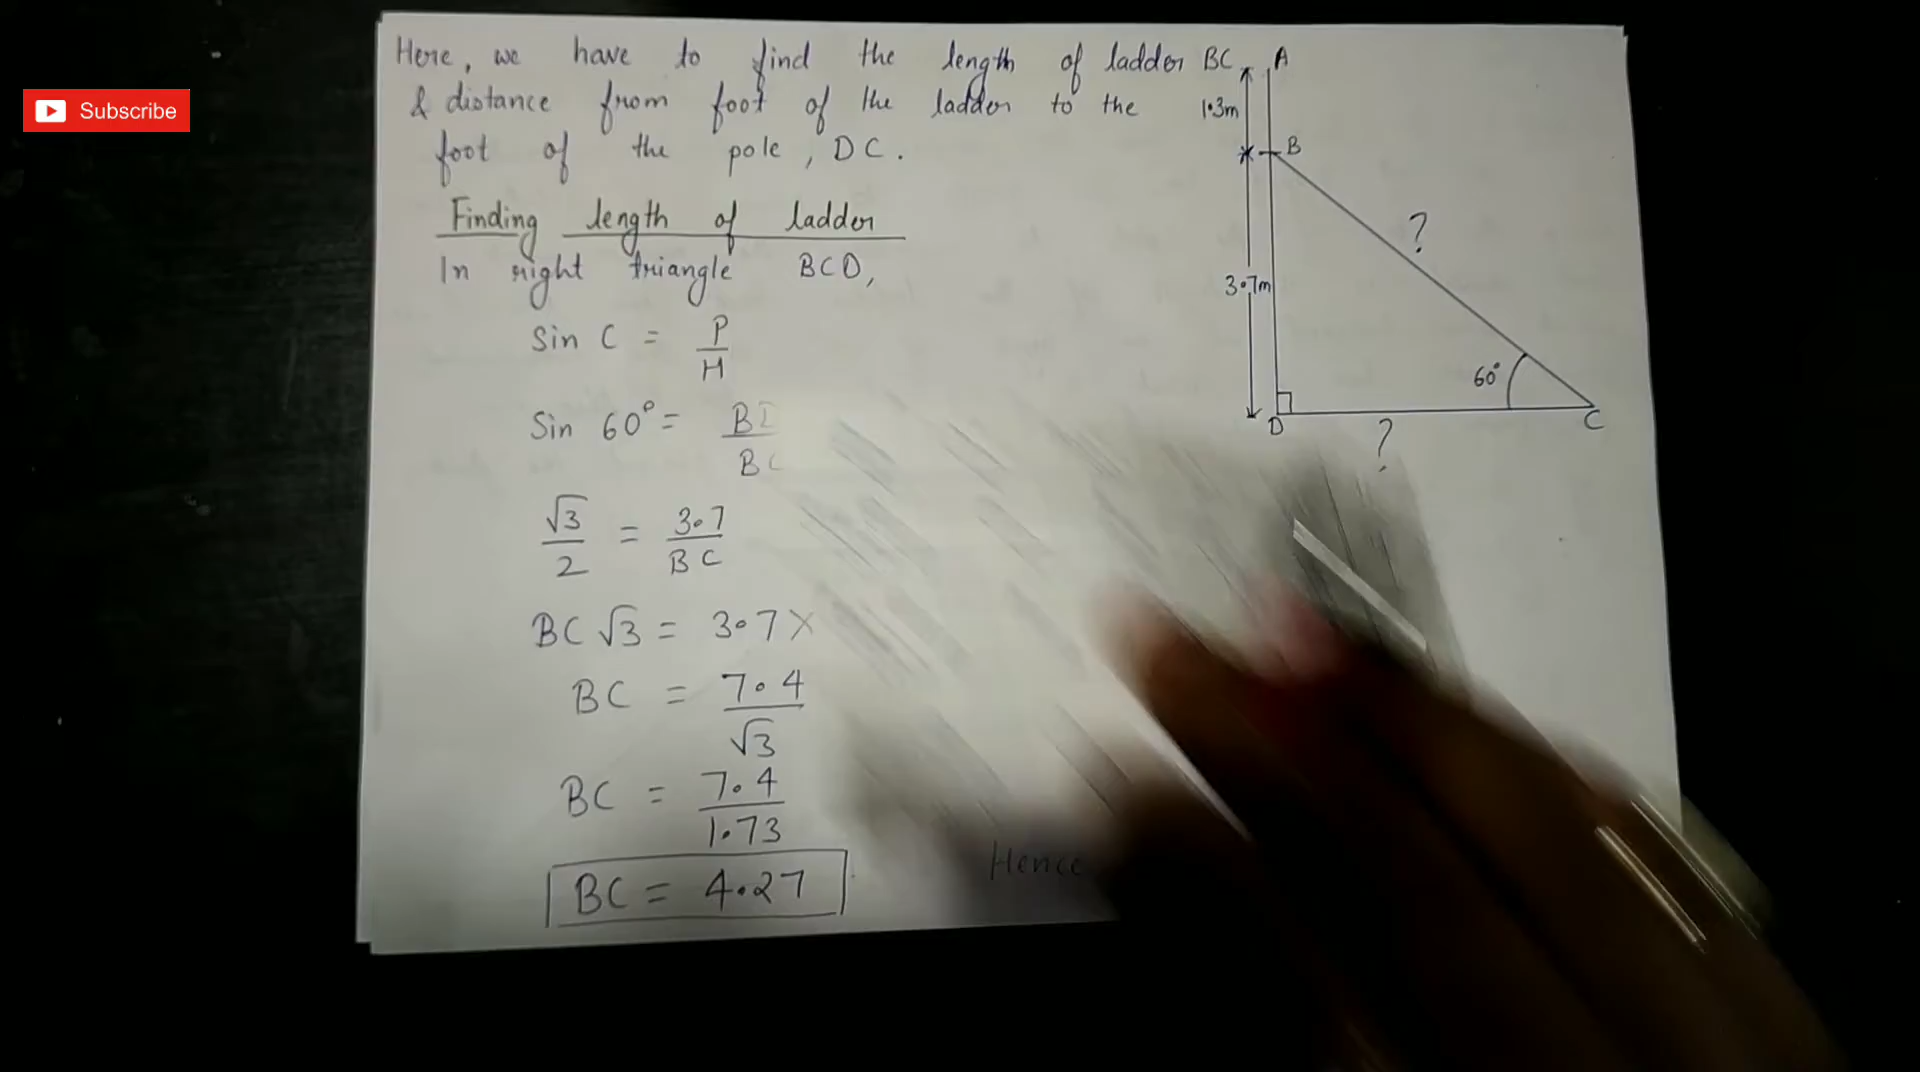 Subscribe
Here, we have to find the length of ladder BC
& distance from foot of the ladder to the
foot of the pole, DC.
Finding length of ladder
In right triangle BCD,
Sin C = P/H
Sin 60° =
√3/2 = 3.7/BC
BC √3 = 3.7 ×
BC = 7.4/√3
BC = 7.4/1.73
BC = 4.27
Hence
A
1.3m
B
?
3.7m
60°
D
C
?